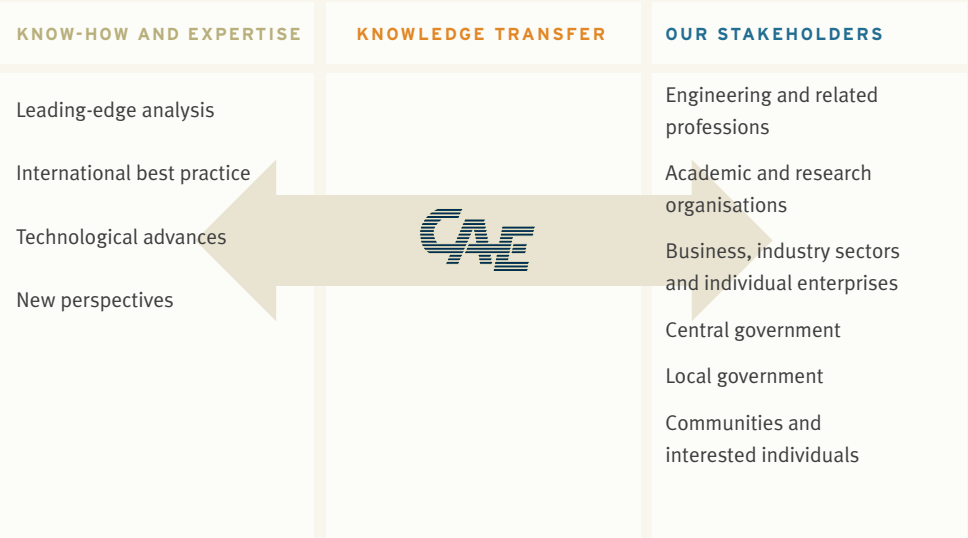 KNOW-HOW AND EXPERTISE
Leading-edge analysis
International best practice
Technological advances
New perspectives
KNOWLEDGE TRANSFER
CAE
OUR STAKEHOLDERS
Engineering and related
professions
Academic and research
organisations
Business, industry sectors
and individual enterprises
Central government
Local government
Communities and
interested individuals